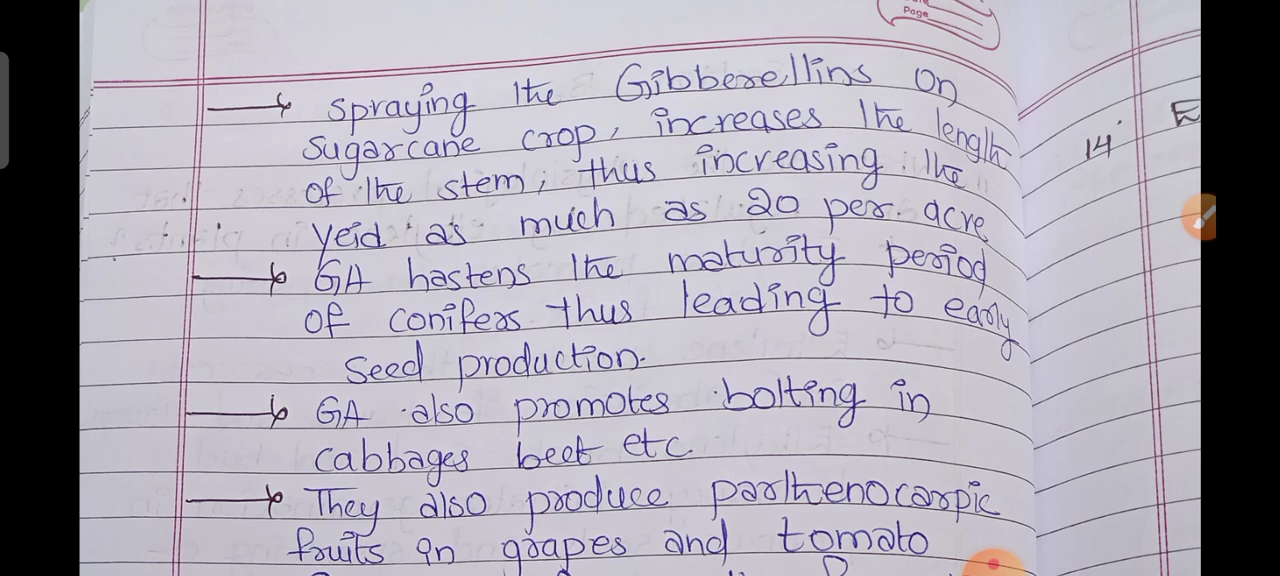 Page
→ Spraying the Gibberellins on
sugarcane crop, increases the length
of the stem, thus increasing the
yeid as much as 20 per acre
→ GA hastens the maturity period
of conifers thus leading to early
seed production.
→ GA also promotes bolting in
cabbages beet etc
→ They also produce parthenocarpic
fruits in grapes and tomato
14
E